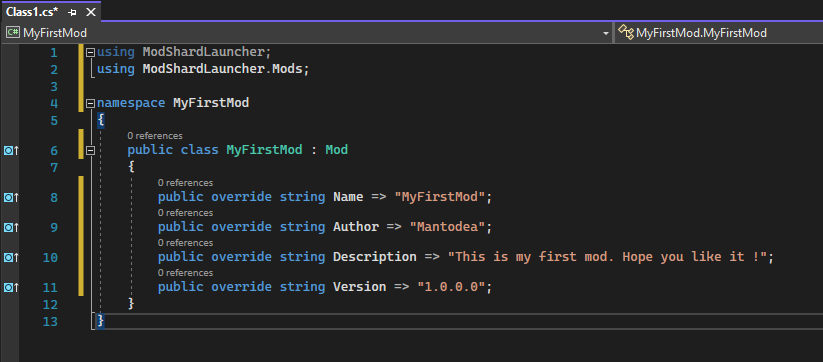 Class1.cs*
C# MyFirstMod MyFirstMod.MyFirstMod
1 using ModShardLauncher;
2 using ModShardLauncher.Mods;
3
4 namespace MyFirstMod
5 {
0 references
6 public class MyFirstMod : Mod
7 {
0 references
8 public override string Name => "MyFirstMod";
0 references
9 public override string Author => "Mantodea";
0 references
10 public override string Description => "This is my first mod. Hope you like it !";
0 references
11 public override string Version => "1.0.0.0";
12 }
13 }